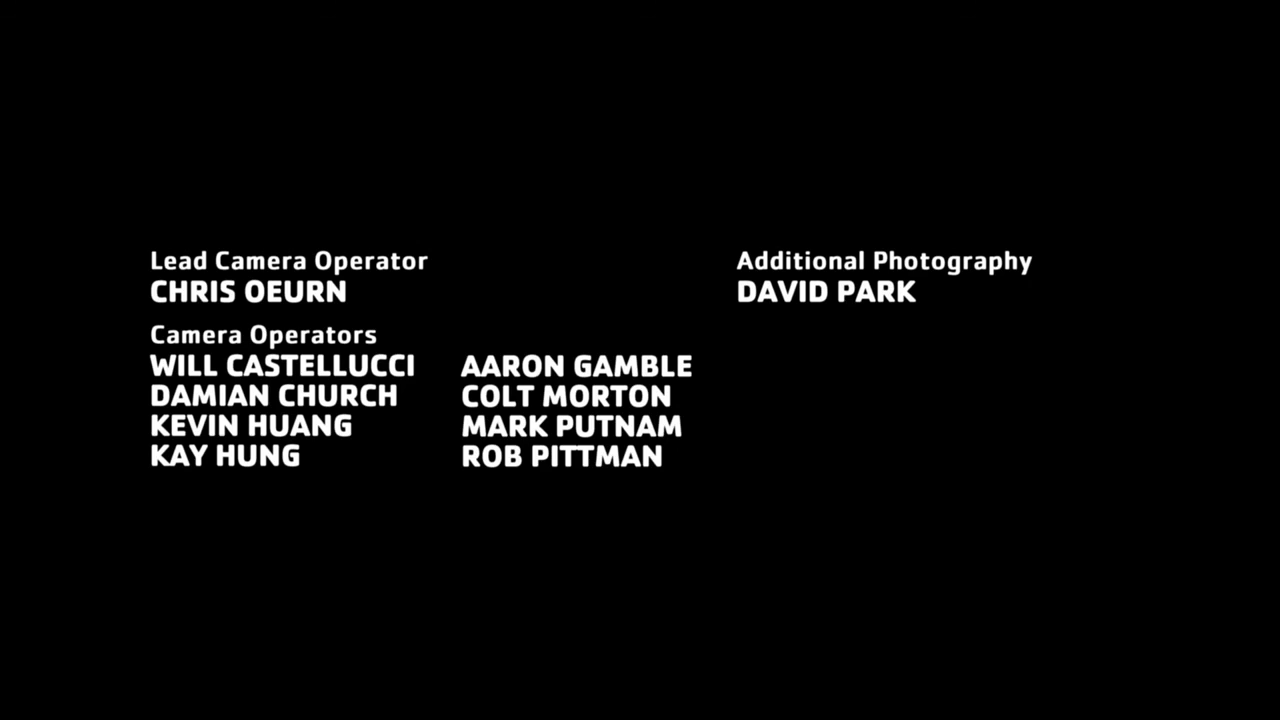 Lead Camera Operator
CHRIS OEURN
Camera Operators
WILL CASTELLUCCI
DAMIAN CHURCH
KEVIN HUANG
KAY HUNG
AARON GAMBLE
COLT MORTON
MARK PUTNAM
ROB PITTMAN
Additional Photography
DAVID PARK